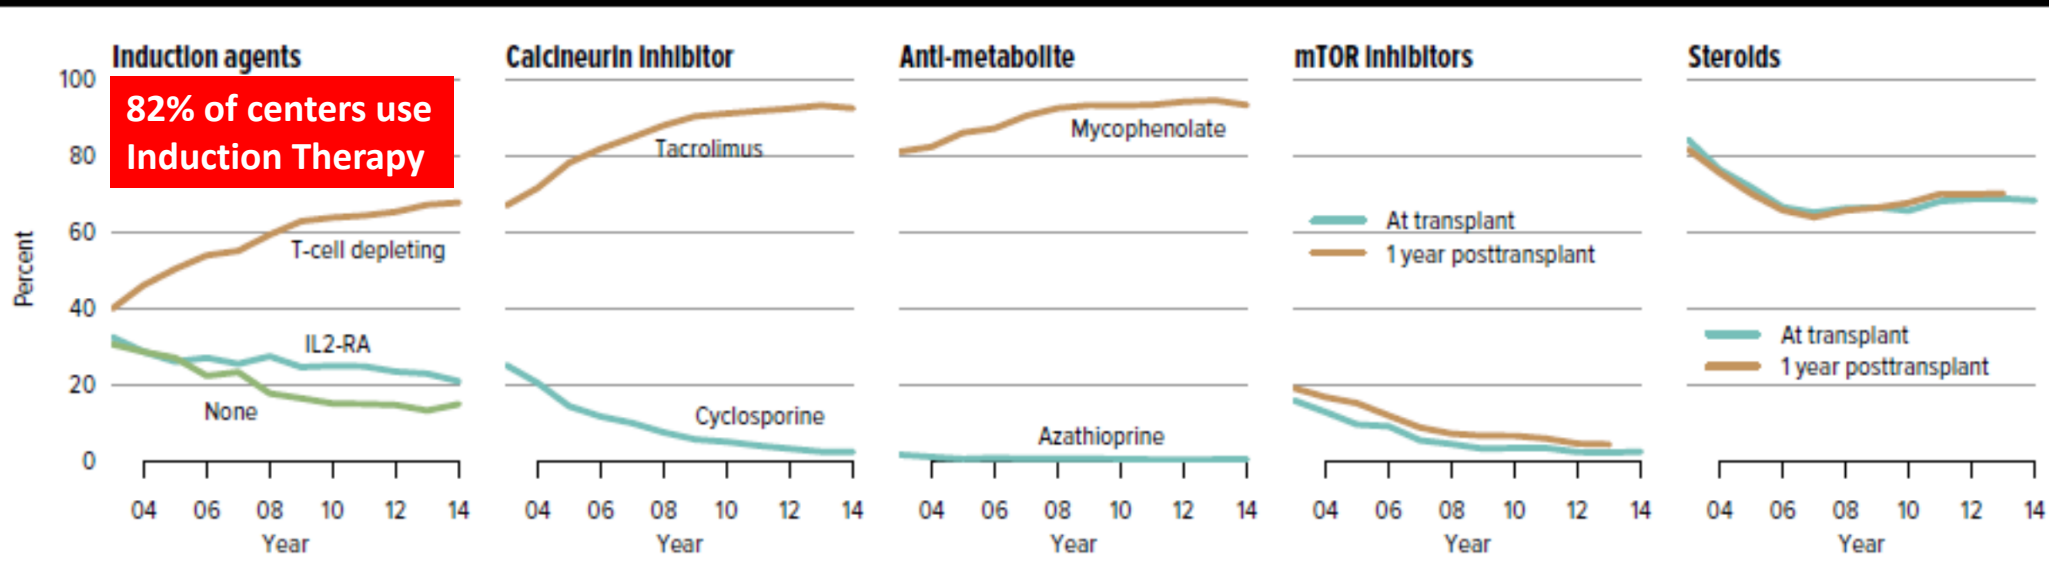 Induction agents
Calcineurin inhibitor
Anti-metabolite
mTOR inhibitors
Steroids
82% of centers use
Induction Therapy
Percent
100
80
60
40
20
0
T-cell depleting
IL2-RA
None
04 06 08 10 12 14
Year
Tacrolimus
Cyclosporine
04 06 08 10 12 14
Year
Mycophenolate
Azathioprine
04 06 08 10 12 14
Year
At transplant
1 year posttransplant
04 06 08 10 12 14
Year
At transplant
1 year posttransplant
04 06 08 10 12 14
Year